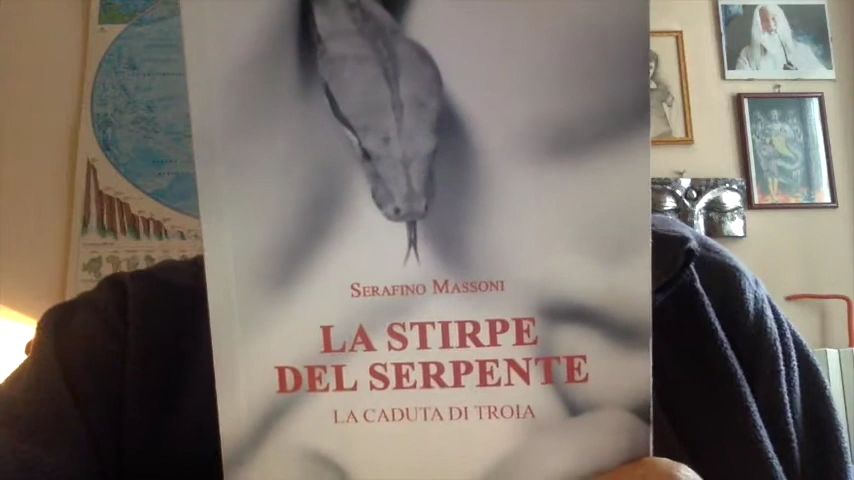 SERAFINO MASSONI
LA STIRPE
DEL SERPENTE
LA CADUTA DI TROIA